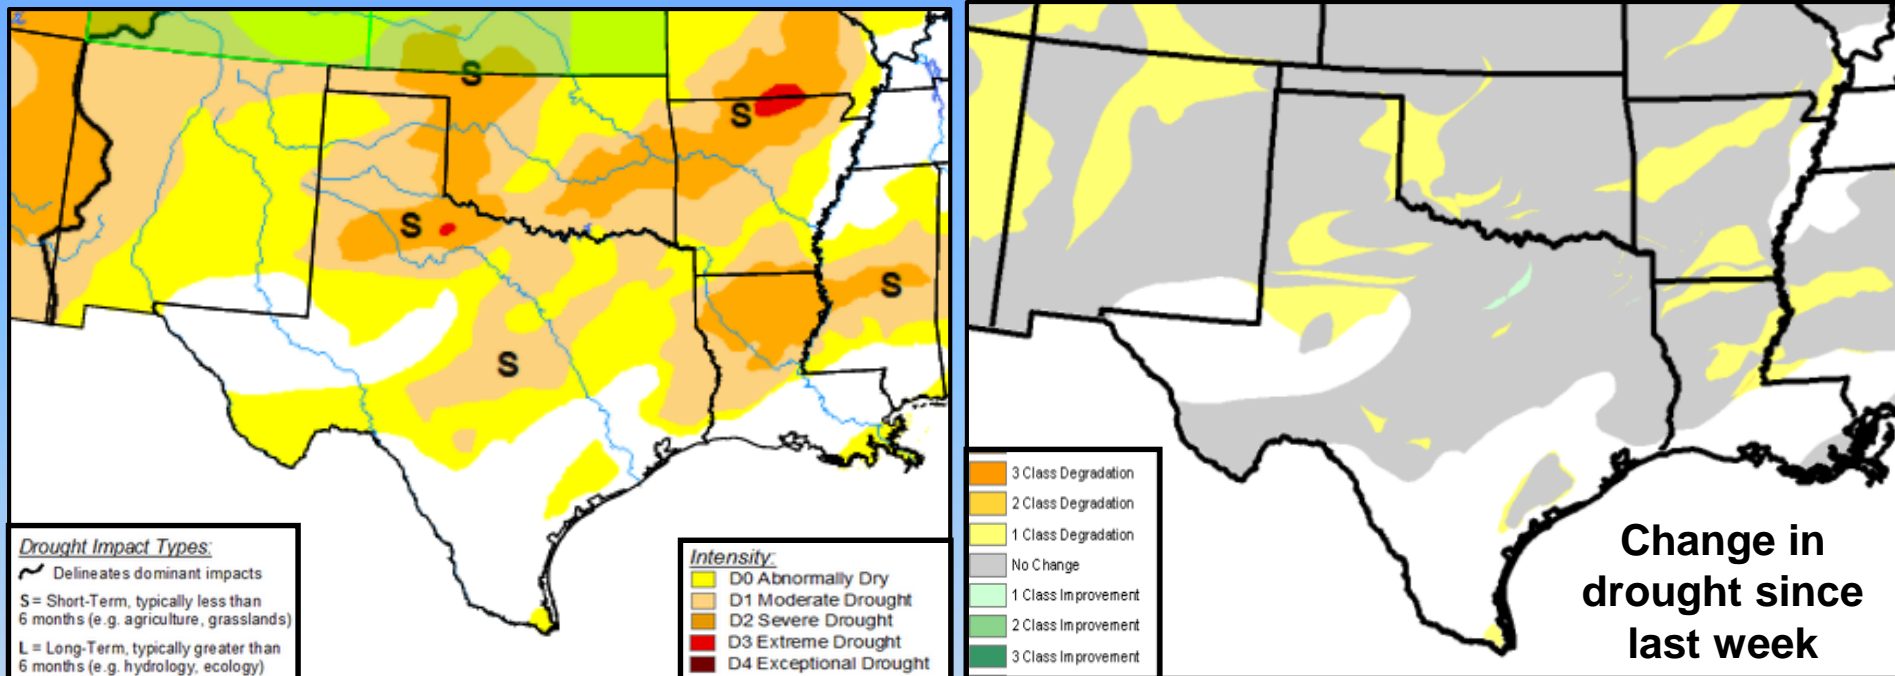 S
S
S
S
S
Drought Impact Types:
Delineates dominant impacts
S = Short-Term, typically less than
6 months (e.g. agriculture, grasslands)
L = Long-Term, typically greater than
6 months (e.g. hydrology, ecology)
Intensity:
D0 Abnormally Dry
D1 Moderate Drought
D2 Severe Drought
D3 Extreme Drought
D4 Exceptional Drought
3 Class Degradation
2 Class Degradation
1 Class Degradation
No Change
1 Class Improvement
2 Class Improvement
3 Class Improvement
Change in
drought since
last week